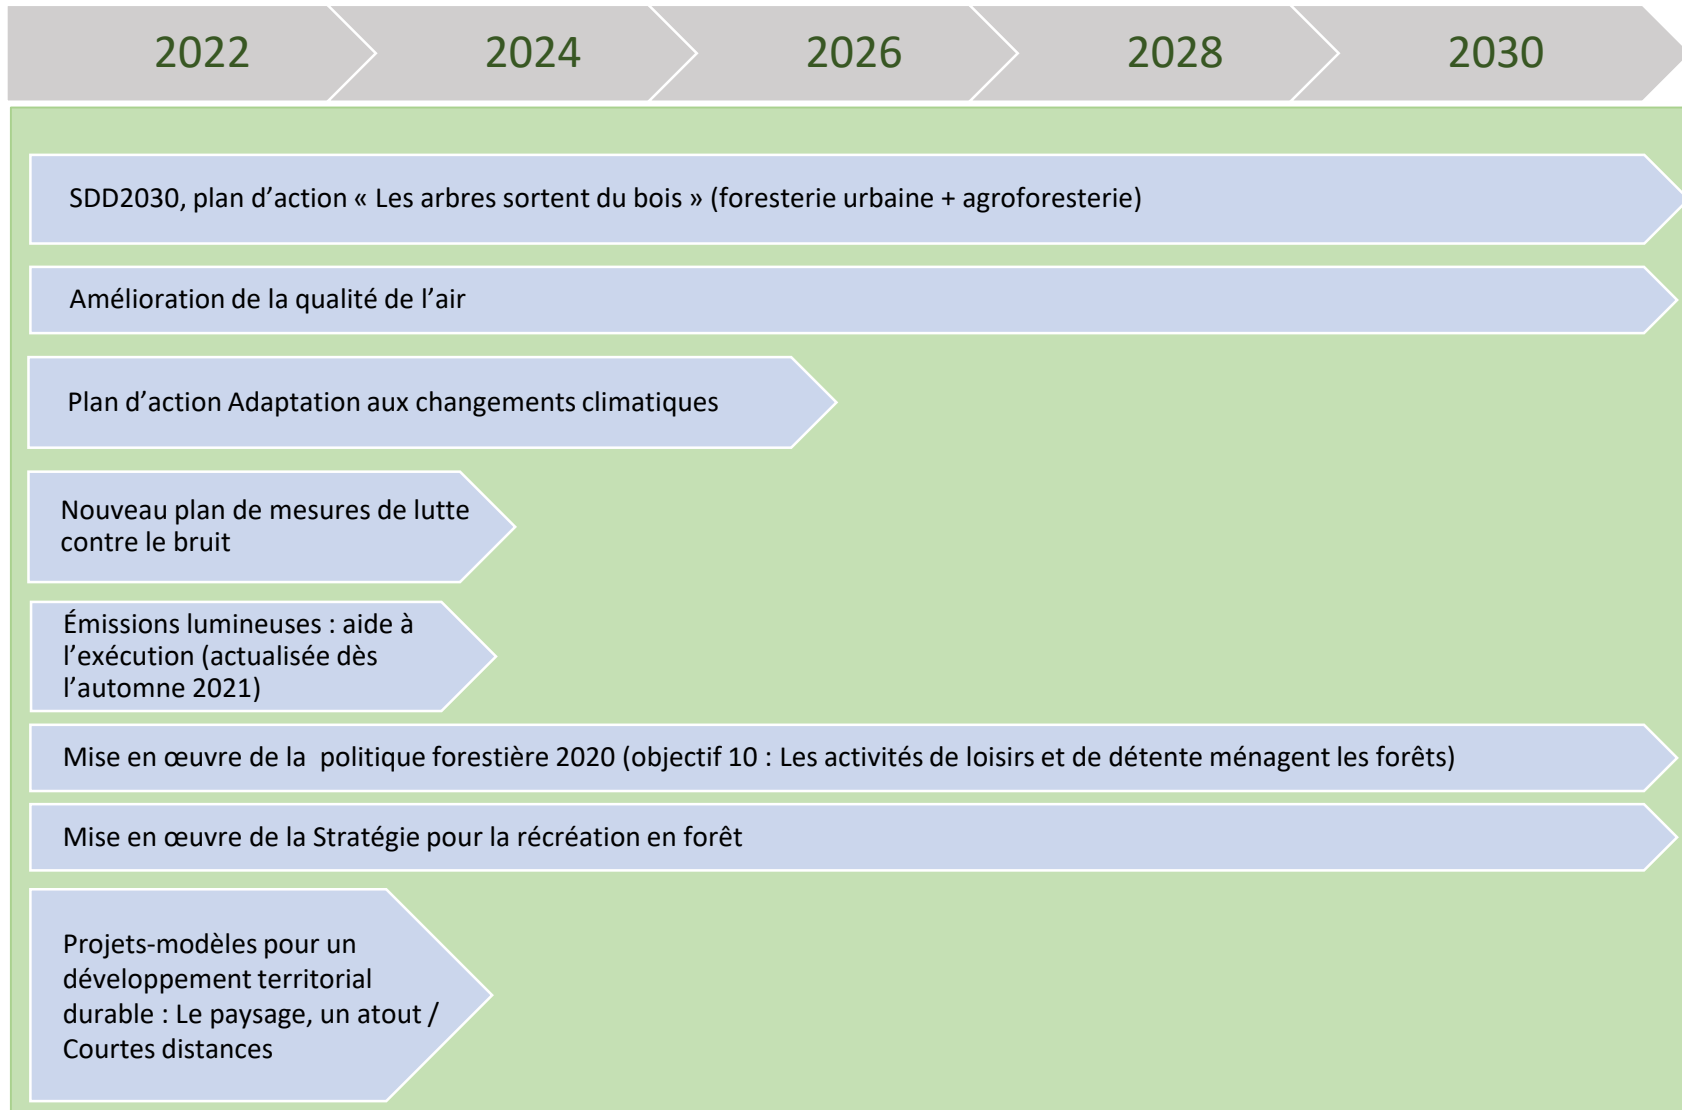 2022 2024 2026 2028 2030
SDD2030, plan d’action « Les arbres sortent du bois » (foresterie urbaine + agroforesterie)
Amélioration de la qualité de l’air
Plan d’action Adaptation aux changements climatiques
Nouveau plan de mesures de lutte
contre le bruit
Émissions lumineuses : aide à
l’exécution (actualisée dès
l’automne 2021)
Mise en œuvre de la  politique forestière 2020 (objectif 10 : Les activités de loisirs et de détente ménagent les forêts)
Mise en œuvre de la Stratégie pour la récréation en forêt
Projets-modèles pour un
développement territorial
durable : Le paysage, un atout /
Courtes distances